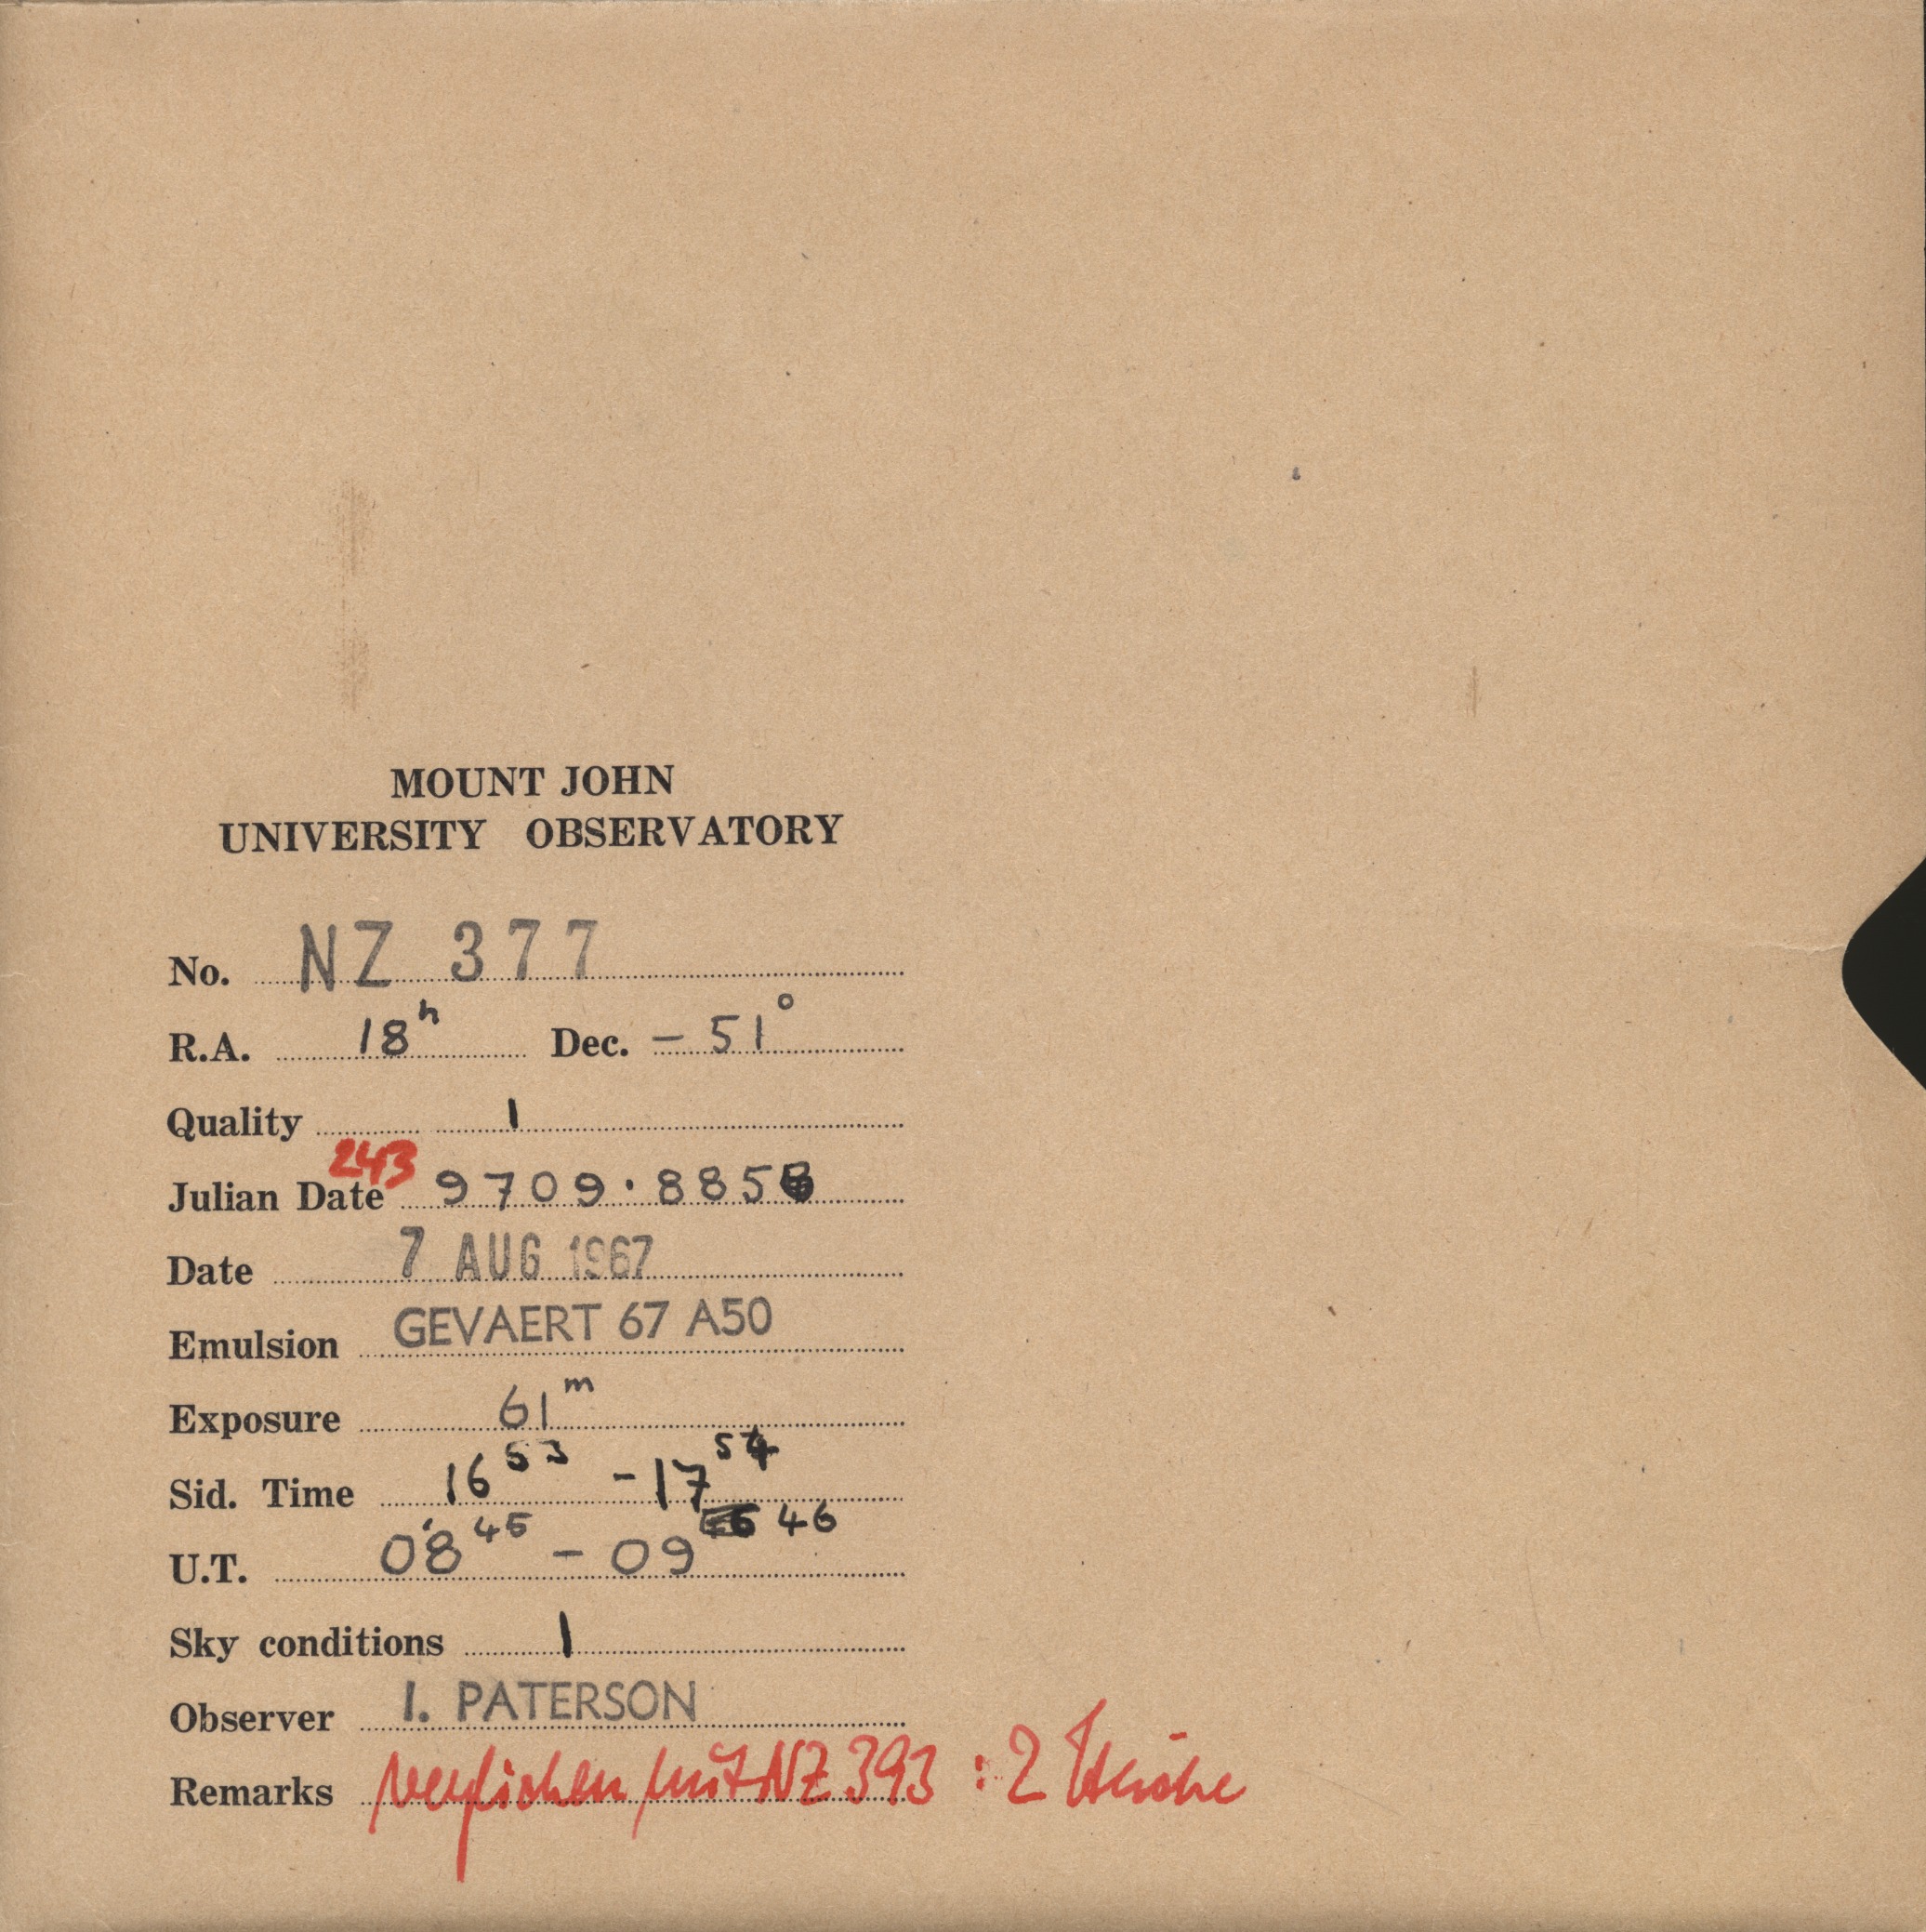 MOUNT JOHN
UNIVERSITY OBSERVATORY
No. NZ 377
R.A. 18ʰ Dec. – 51°
Quality 1
243
Julian Date 9709.885
Date 7 AUG 1967
Emulsion GEVAERT 67 A50
Exposure 61ᵐ
Sid. Time 16 53 – 17 54
U.T. 08 45 – 09 46
Sky conditions 1
Observer I. PATERSON
Remarks verglichen mit NZ 393 : 2